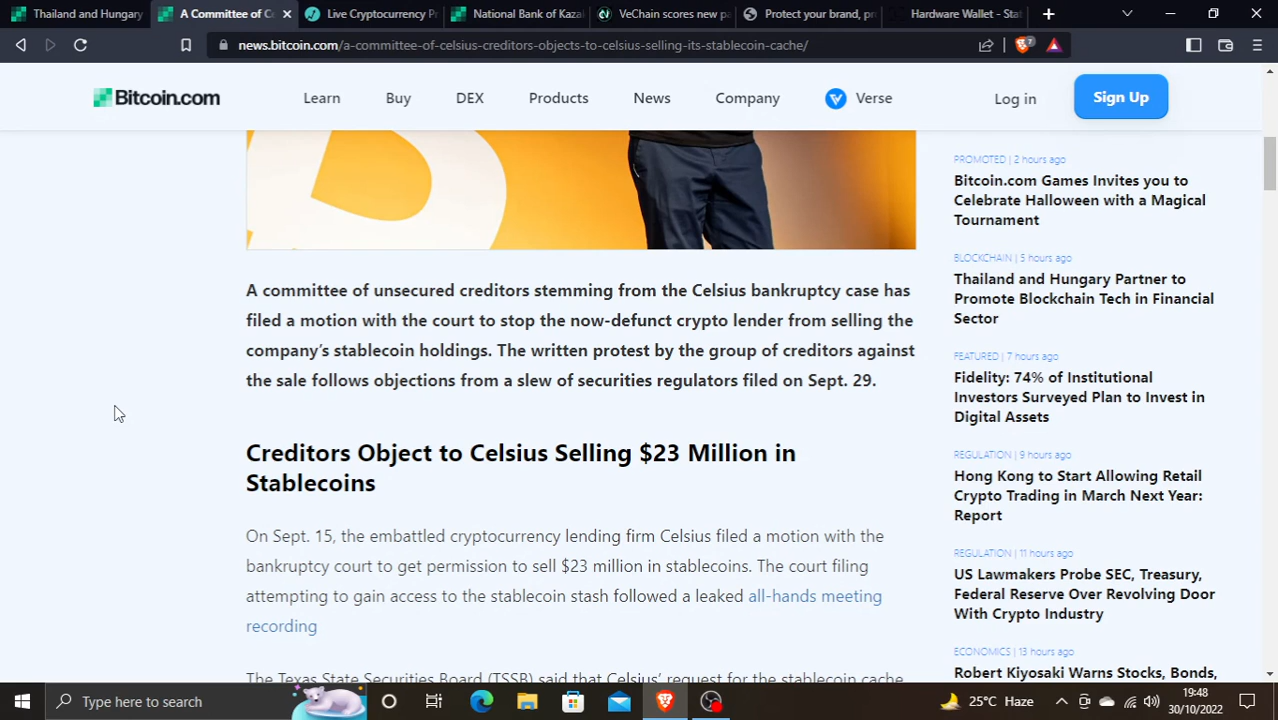 Thailand and Hungary
A Committee of C
Live Cryptocurrency P
National Bank of Kaza
VeChain scores new pa
Protect your brand, pr
Hardware Wallet - Sta
news.bitcoin.com/a-committee-of-celsius-creditors-objects-to-celsius-selling-its-stablecoin-cache/
7
Bitcoin.com
Learn
Buy
DEX
Products
News
Company
Verse
Log in
Sign Up
A committee of unsecured creditors stemming from the Celsius bankruptcy case has
filed a motion with the court to stop the now-defunct crypto lender from selling the
company's stablecoin holdings. The written protest by the group of creditors against
the sale follows objections from a slew of securities regulators filed on Sept. 29.
Creditors Object to Celsius Selling $23 Million in
Stablecoins
On Sept. 15, the embattled cryptocurrency lending firm Celsius filed a motion with the
bankruptcy court to get permission to sell $23 million in stablecoins. The court filing
attempting to gain access to the stablecoin stash followed a leaked all-hands meeting
recording
The Texas State Securities Board (TSSB) said that Celsius' request for the stablecoin cache
PROMOTED | 2 hours ago
Bitcoin.com Games Invites you to
Celebrate Halloween with a Magical
Tournament
BLOCKCHAIN | 5 hours ago
Thailand and Hungary Partner to
Promote Blockchain Tech in Financial
Sector
FEATURED | 7 hours ago
Fidelity: 74% of Institutional
Investors Surveyed Plan to Invest in
Digital Assets
REGULATION | 9 hours ago
Hong Kong to Start Allowing Retail
Crypto Trading in March Next Year:
Report
REGULATION | 11 hours ago
US Lawmakers Probe SEC, Treasury,
Federal Reserve Over Revolving Door
With Crypto Industry
ECONOMICS | 13 hours ago
Robert Kiyosaki Warns Stocks, Bonds,
Type here to search
25°C Haze
19:48
30/10/2022